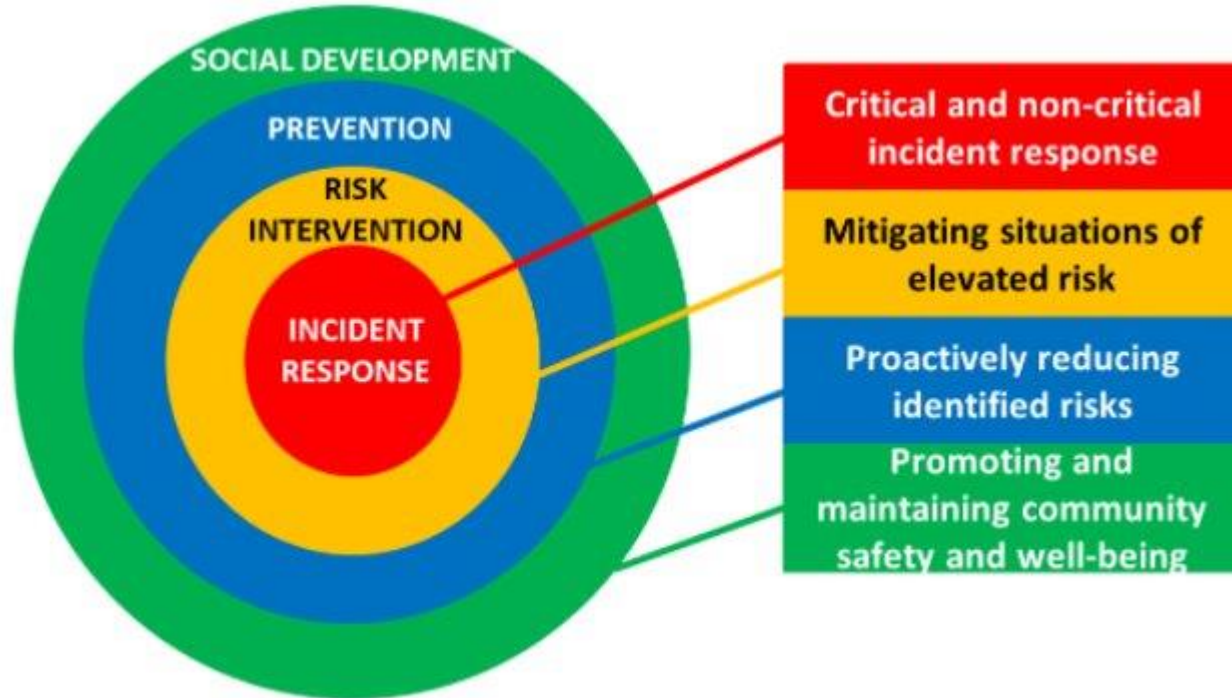 SOCIAL DEVELOPMENT
PREVENTION
RISK
INTERVENTION
INCIDENT
RESPONSE
Critical and non-critical
incident response
Mitigating situations of
elevated risk
Proactively reducing
identified risks
Promoting and
maintaining community
safety and well-being